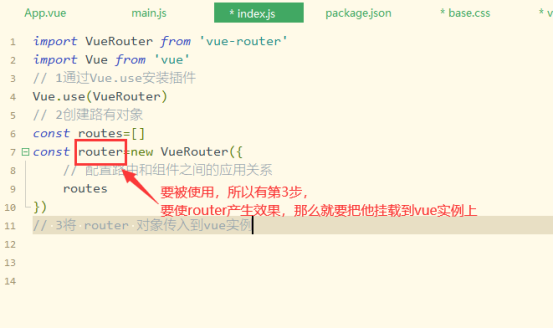 App.vue main.js * index.js package.json * base.css * v
1 import VueRouter from 'vue-router'
2 import Vue from 'vue'
3 // 1通过Vue.use安装插件
4 Vue.use(VueRouter)
5 // 2创建路有对象
6 const routes=[]
7 const router=new VueRouter({
8 // 配置路由和组件之间的应用关系
9 routes
要被使用，所以有第3步，
10 })
要使router产生效果，那么就要把他挂载到vue实例上
11 // 3将 router 对象传入到vue实例
12
13
14